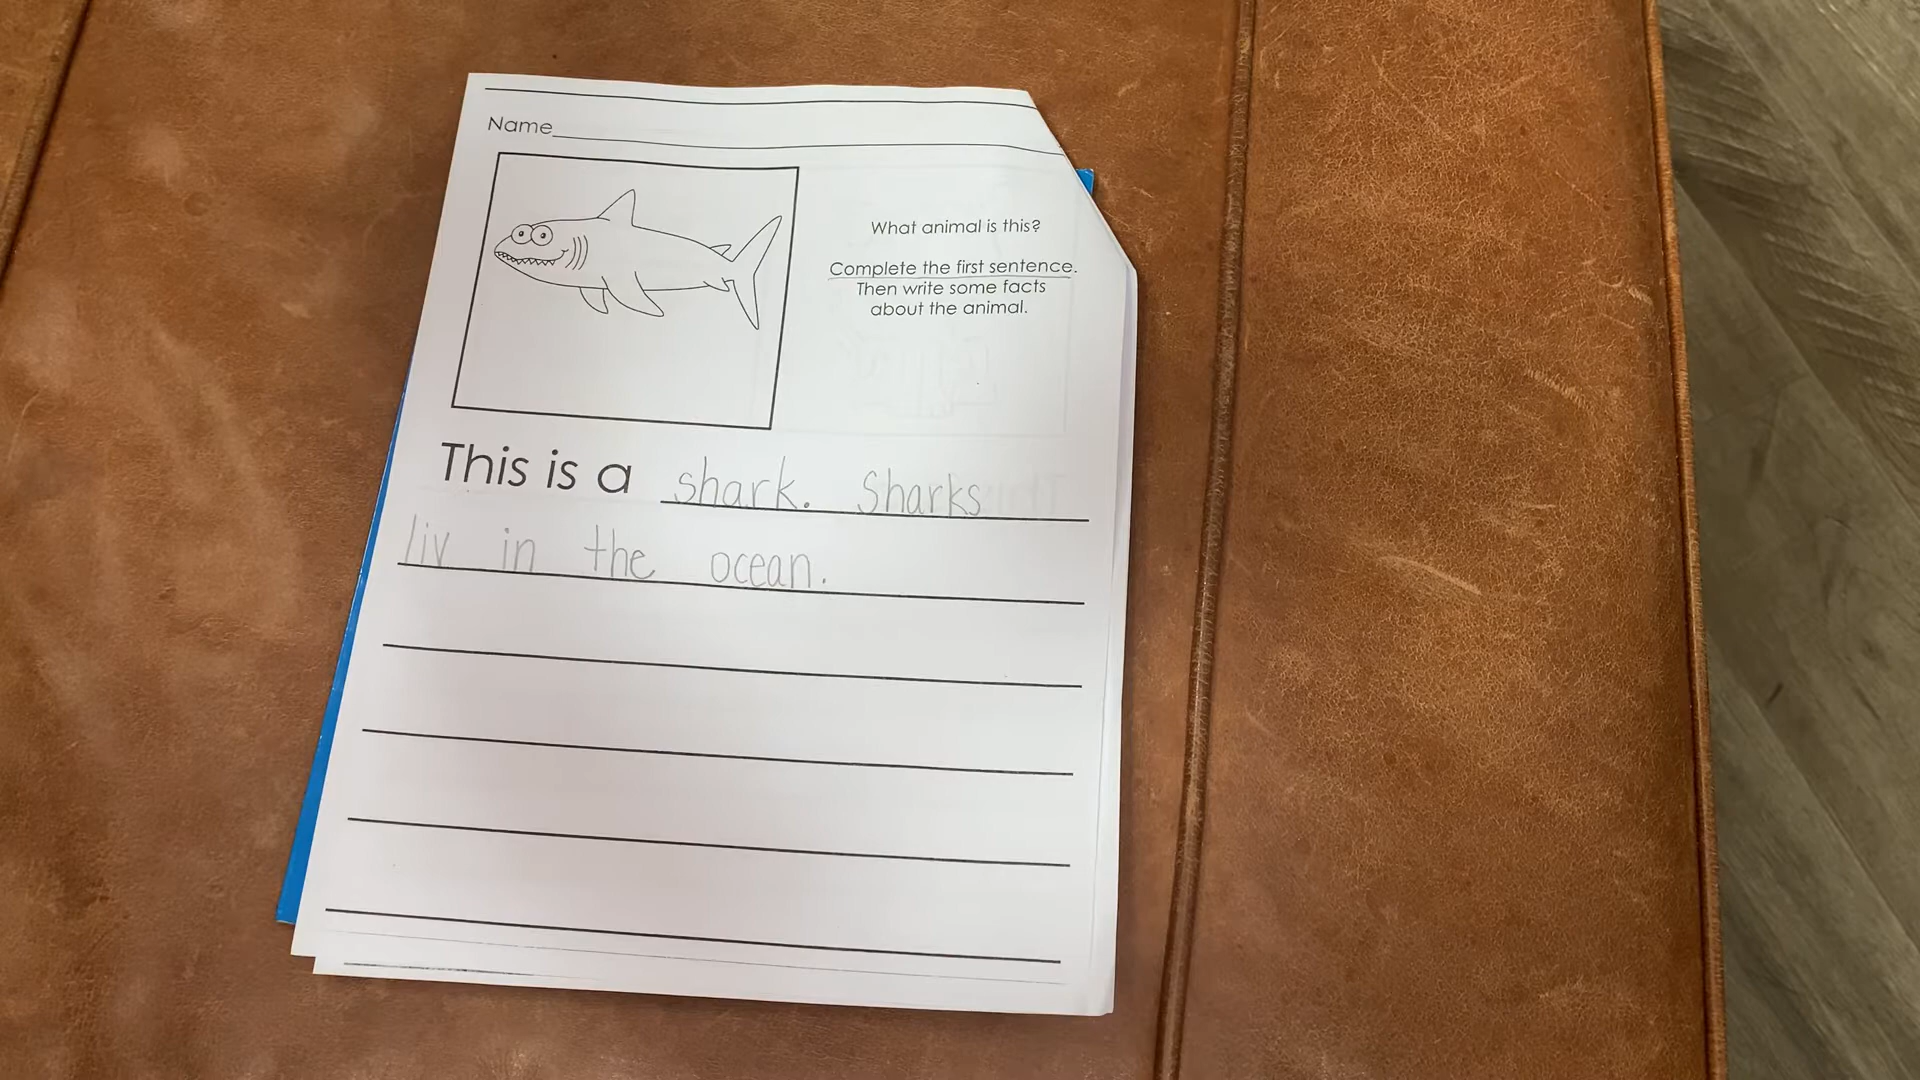 Name
What animal is this?
Complete the first sentence.
Then write some facts
about the animal.
This is a shark. Sharks
liv in the ocean.